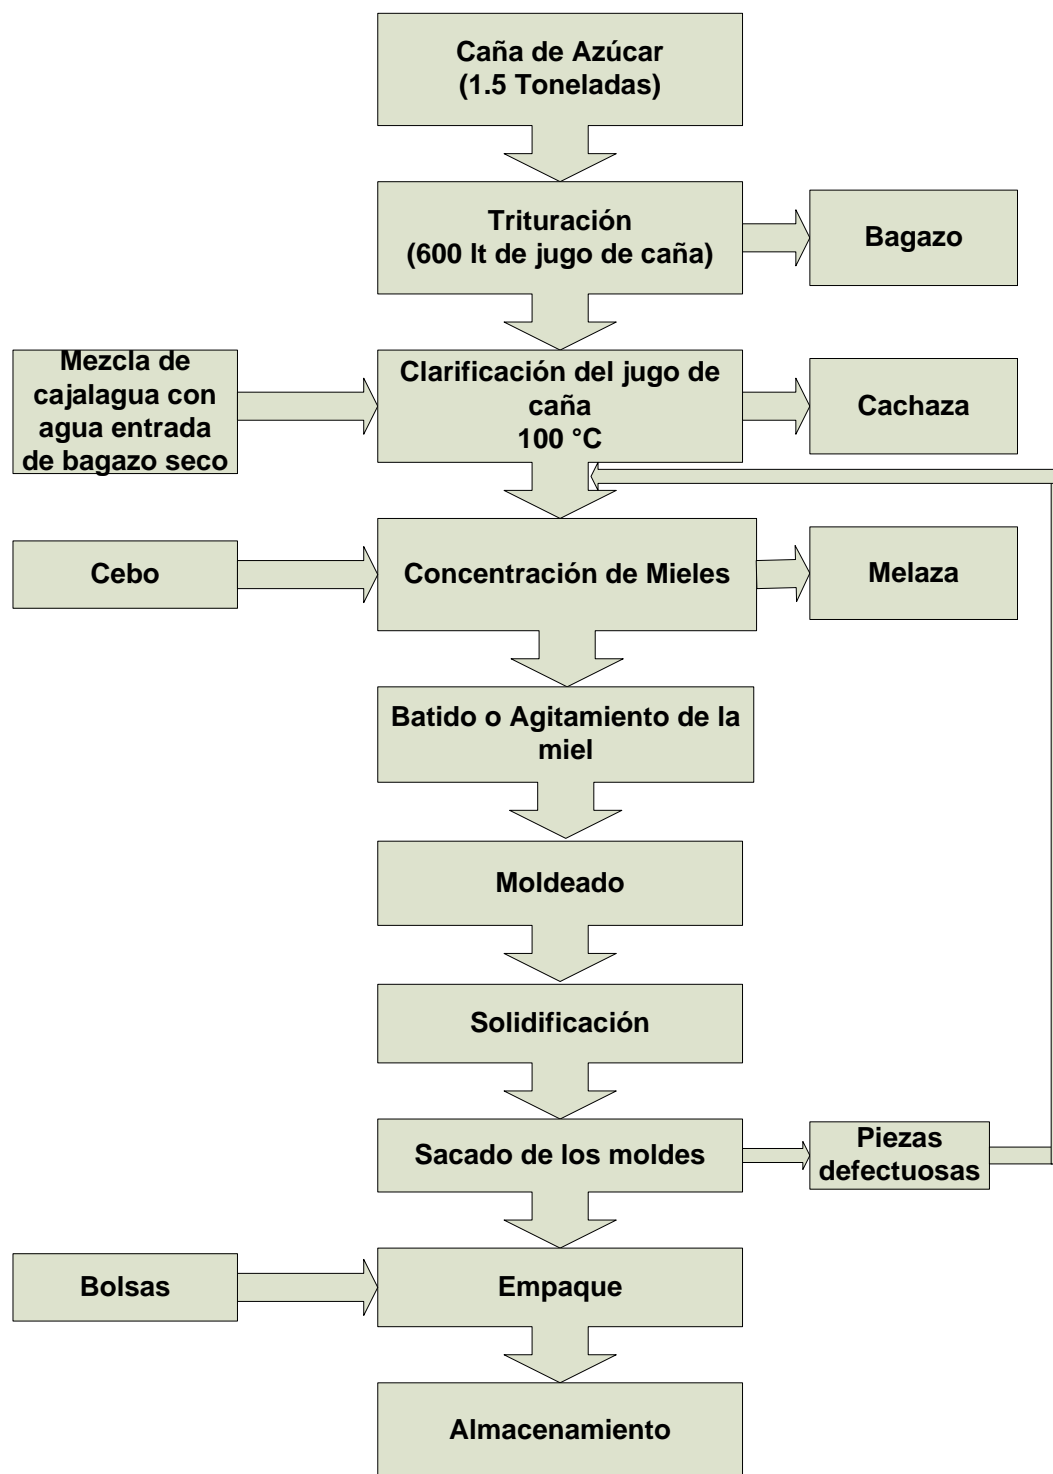 Caña de Azúcar
(1.5 Toneladas)
Trituración
(600 lt de jugo de caña)
Bagazo
Mezcla de
cajalagua con
agua entrada
de bagazo seco
Clarificación del jugo de
caña
100 °C
Cachaza
Cebo
Concentración de Mieles
Melaza
Batido o Agitamiento de la
miel
Moldeado
Solidificación
Sacado de los moldes
Piezas
defectuosas
Bolsas
Empaque
Almacenamiento